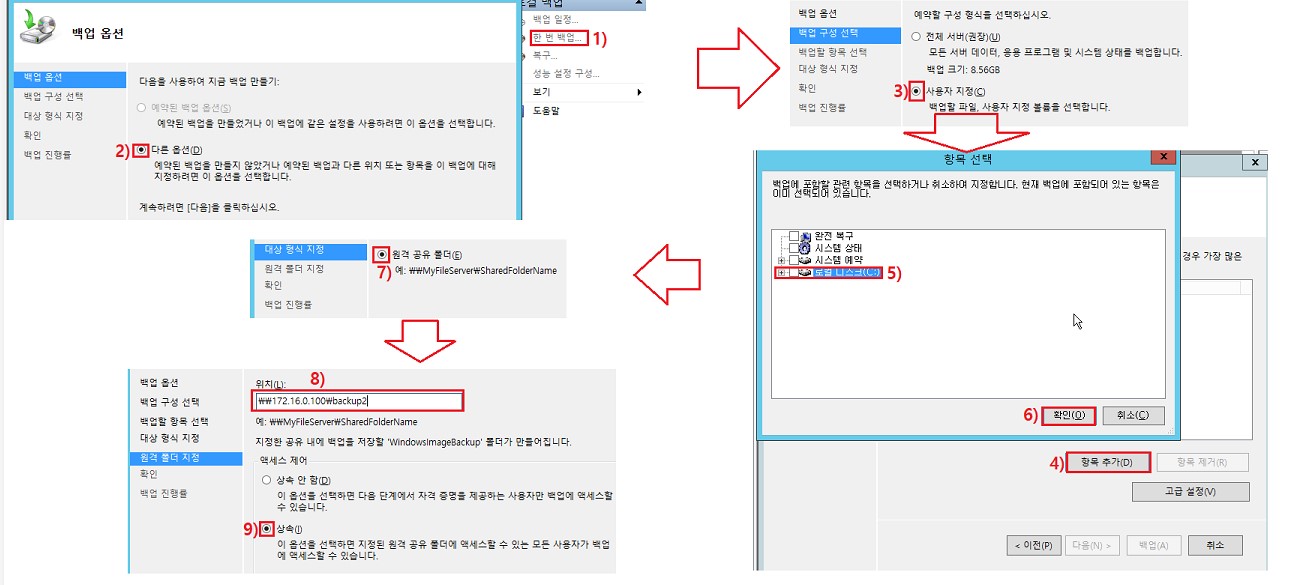 백업 옵션
백업 옵션
백업 구성 선택
대상 형식 지정
확인
백업 진행률
다음을 사용하여 지금 백업 만들기:
예약된 백업 옵션(S)
예약된 백업을 만들었거나 이 백업에 같은 설정을 사용하려면 이 옵션을 선택합니다.
2) 다른 옵션(D)
예약된 백업을 만들지 않았거나 예약된 백업과 다른 위치 또는 항목을 이 백업에 대해
지정하려면 이 옵션을 선택합니다.
계속하려면 [다음]을 클릭하십시오.
백업
백업 일정...
한 번 백업... 1)
복구...
성능 설정 구성...
보기
도움말
백업 옵션
백업 구성 선택
백업할 항목 선택
대상 형식 지정
확인
백업 진행률
예약할 구성 형식을 선택하십시오.
전체 서버(권장)(U)
모든 서버 데이터, 응용 프로그램 및 시스템 상태를 백업합니다.
백업 크기: 8.56GB
3) 사용자 지정(C)
백업할 파일, 사용자 지정 볼륨을 선택합니다.
항목 선택
x
x
백업에 포함할 관련 항목을 선택하거나 취소하여 지정합니다. 현재 백업에 포함되어 있는 항목은
이미 선택되어 있습니다.
완전 복구
시스템 상태
시스템 예약
로컬 디스크(C:) 5)
경우 가장 많은
6) 확인(O) 취소(C)
4) 항목 추가(D) 항목 제거(R)
고급 설정(V)
< 이전(P) 다음(N) > 백업(A) 취소
대상 형식 지정
원격 폴더 지정
확인
백업 진행률
원격 공유 폴더(E)
7) 예: ₩₩MyFileServer₩SharedFolderName
백업 옵션
백업 구성 선택
백업할 항목 선택
대상 형식 지정
원격 폴더 지정
확인
백업 진행률
위치(L): 8)
₩₩172.16.0.100₩backup2
예: ₩₩MyFileServer₩SharedFolderName
지정한 공유 내에 백업을 저장할 'WindowsImageBackup' 폴더가 만들어집니다.
액세스 제어
상속 안 함(D)
이 옵션을 선택하면 다음 단계에서 자격 증명을 제공하는 사용자만 백업에 액세스할
수 있습니다.
9) 상속(I)
이 옵션을 선택하면 지정된 원격 공유 폴더에 액세스할 수 있는 모든 사용자가 백업
에 액세스할 수 있습니다.